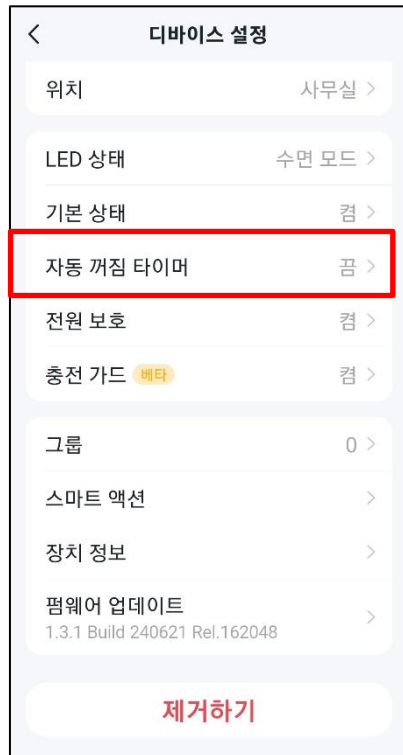 디바이스 설정
위치 사무실
LED 상태 수면 모드
기본 상태 켬
자동 꺼짐 타이머 끔
전원 보호 켬
충전 가드 베타 켬
그룹 0
스마트 액션
장치 정보
펌웨어 업데이트
1.3.1 Build 240621 Rel.162048
제거하기